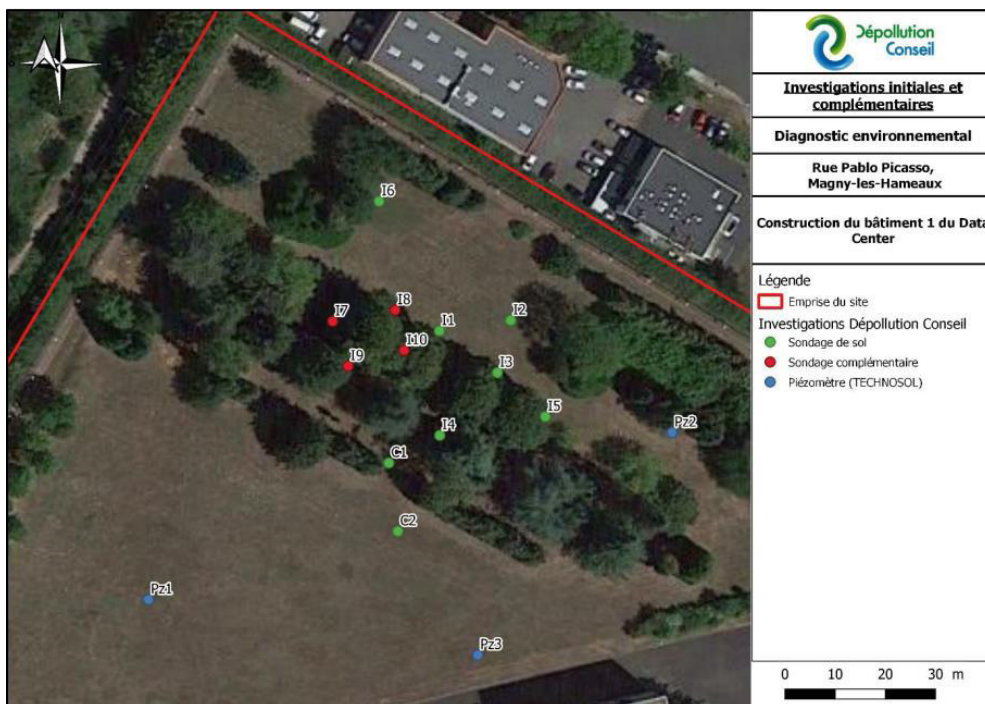 Dépollution
Conseil
Investigations initiales et
complémentaires
Diagnostic environnemental
Rue Pablo Picasso,
Magny-les-Hameaux
Construction du bâtiment 1 du Data
Center
Légende
Emprise du site
Investigations Dépollution Conseil
Sondage de sol
Sondage complémentaire
Piézomètre (TECHNOSOL)
0 10 20 30 m
I6
I8
I7
I2
I1
I10
I9
I3
I5
I4
Pz2
C1
C2
Pz1
Pz3